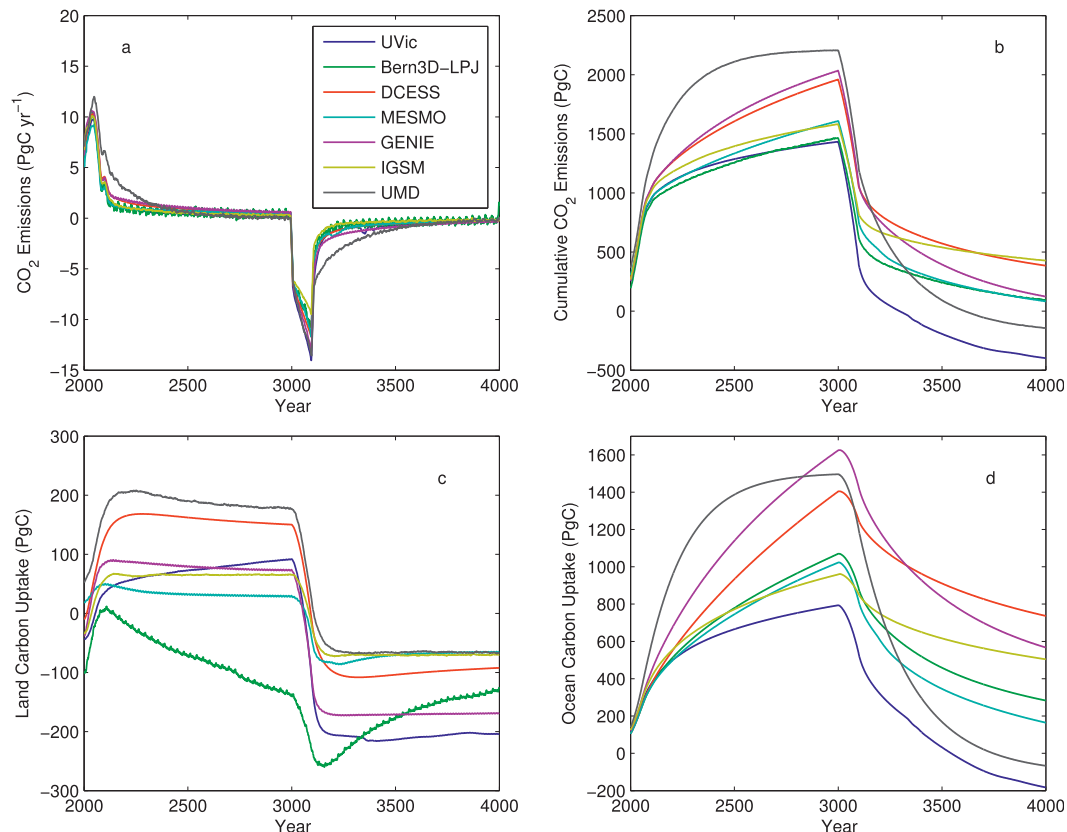 a
CO2 Emissions (PgC yr−1)
20
15
10
5
0
−5
−10
−15
2000
2500
3000
3500
4000
Year
UVic
Bern3D−LPJ
DCESS
MESMO
GENIE
IGSM
UMD
b
Cumulative CO2 Emissions (PgC)
2500
2000
1500
1000
500
0
−500
2000
2500
3000
3500
4000
Year
c
Land Carbon Uptake (PgC)
300
200
100
0
−100
−200
−300
2000
2500
3000
3500
4000
Year
d
Ocean Carbon Uptake (PgC)
1600
1400
1200
1000
800
600
400
200
0
−200
2000
2500
3000
3500
4000
Year